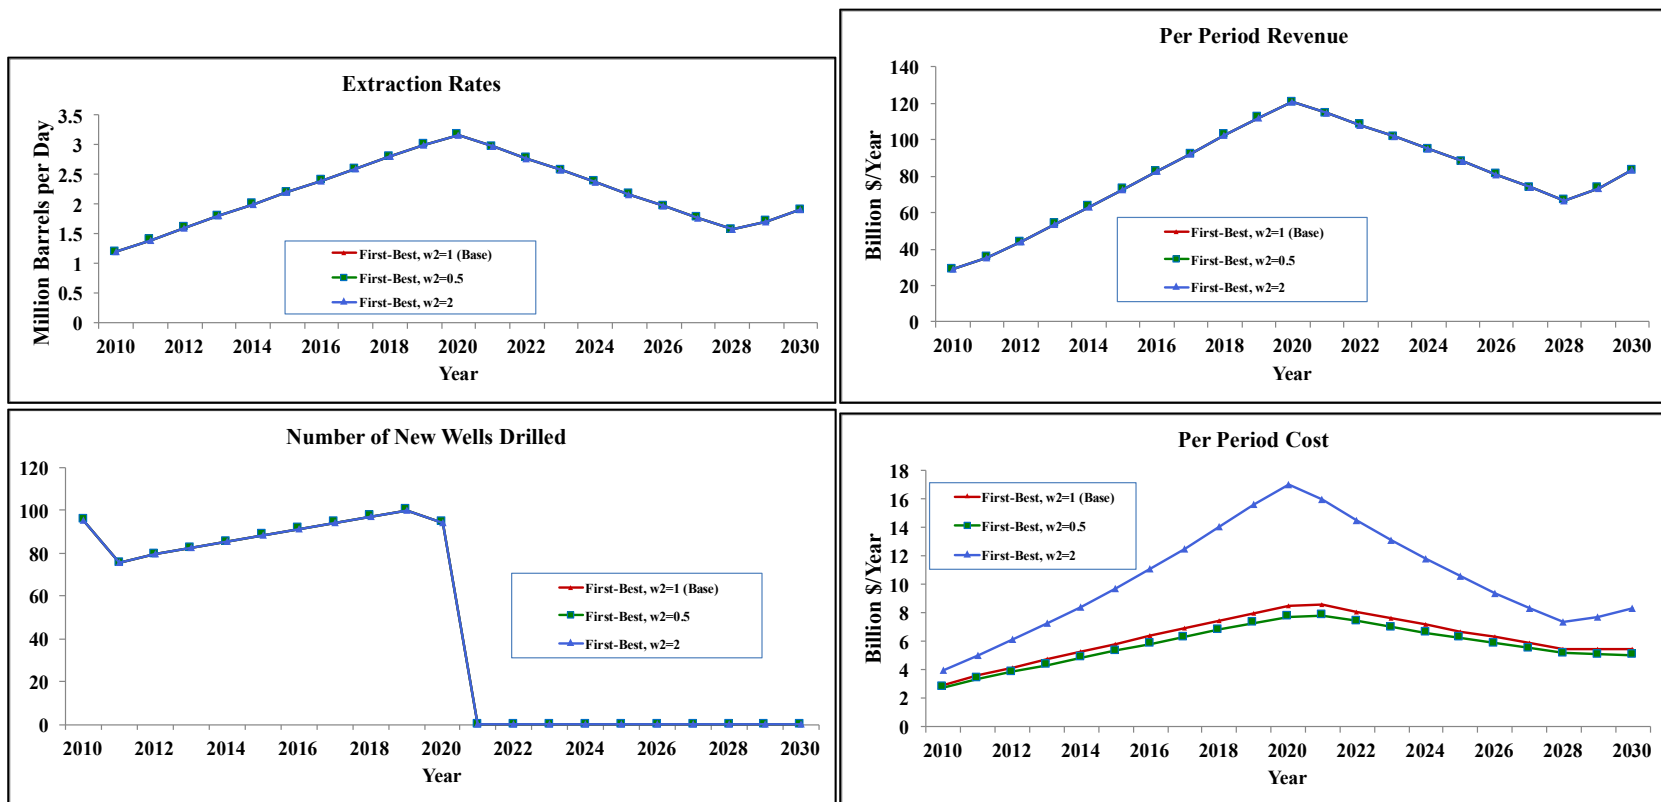 Extraction Rates
Million Barrels per Day
3.5
3
2.5
2
1.5
1
0.5
0
First-Best, w2=1 (Base)
First-Best, w2=0.5
First-Best, w2=2
2010 2012 2014 2016 2018 2020 2022 2024 2026 2028 2030
Year
Per Period Revenue
Billion $/Year
140
120
100
80
60
40
20
0
First-Best, w2=1 (Base)
First-Best, w2=0.5
First-Best, w2=2
2010 2012 2014 2016 2018 2020 2022 2024 2026 2028 2030
Year
Number of New Wells Drilled
120
100
80
60
40
20
0
First-Best, w2=1 (Base)
First-Best, w2=0.5
First-Best, w2=2
2010 2012 2014 2016 2018 2020 2022 2024 2026 2028 2030
Year
Per Period Cost
Billion $/Year
18
16
14
12
10
8
6
4
2
0
First-Best, w2=1 (Base)
First-Best, w2=0.5
First-Best, w2=2
2010 2012 2014 2016 2018 2020 2022 2024 2026 2028 2030
Year